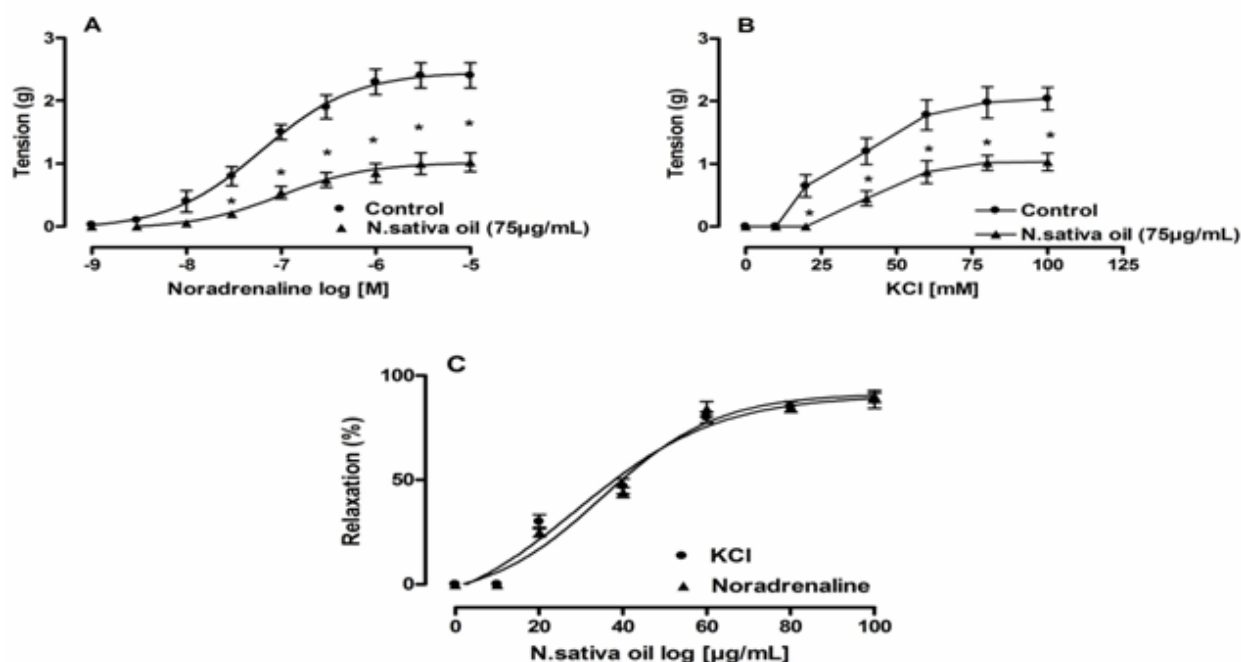 A
3
2
1
0
Tension (g)
* * * * * *
Control
N.sativa oil (75µg/mL)
-9 -8 -7 -6 -5
Noradrenaline log [M]
B
3
2
1
0
Tension (g)
* * * * *
Control
N.sativa oil (75µg/mL)
0 25 50 75 100 125
KCl [mM]
C
100
50
0
Relaxation (%)
KCl
Noradrenaline
0 20 40 60 80 100
N.sativa oil log [µg/mL]